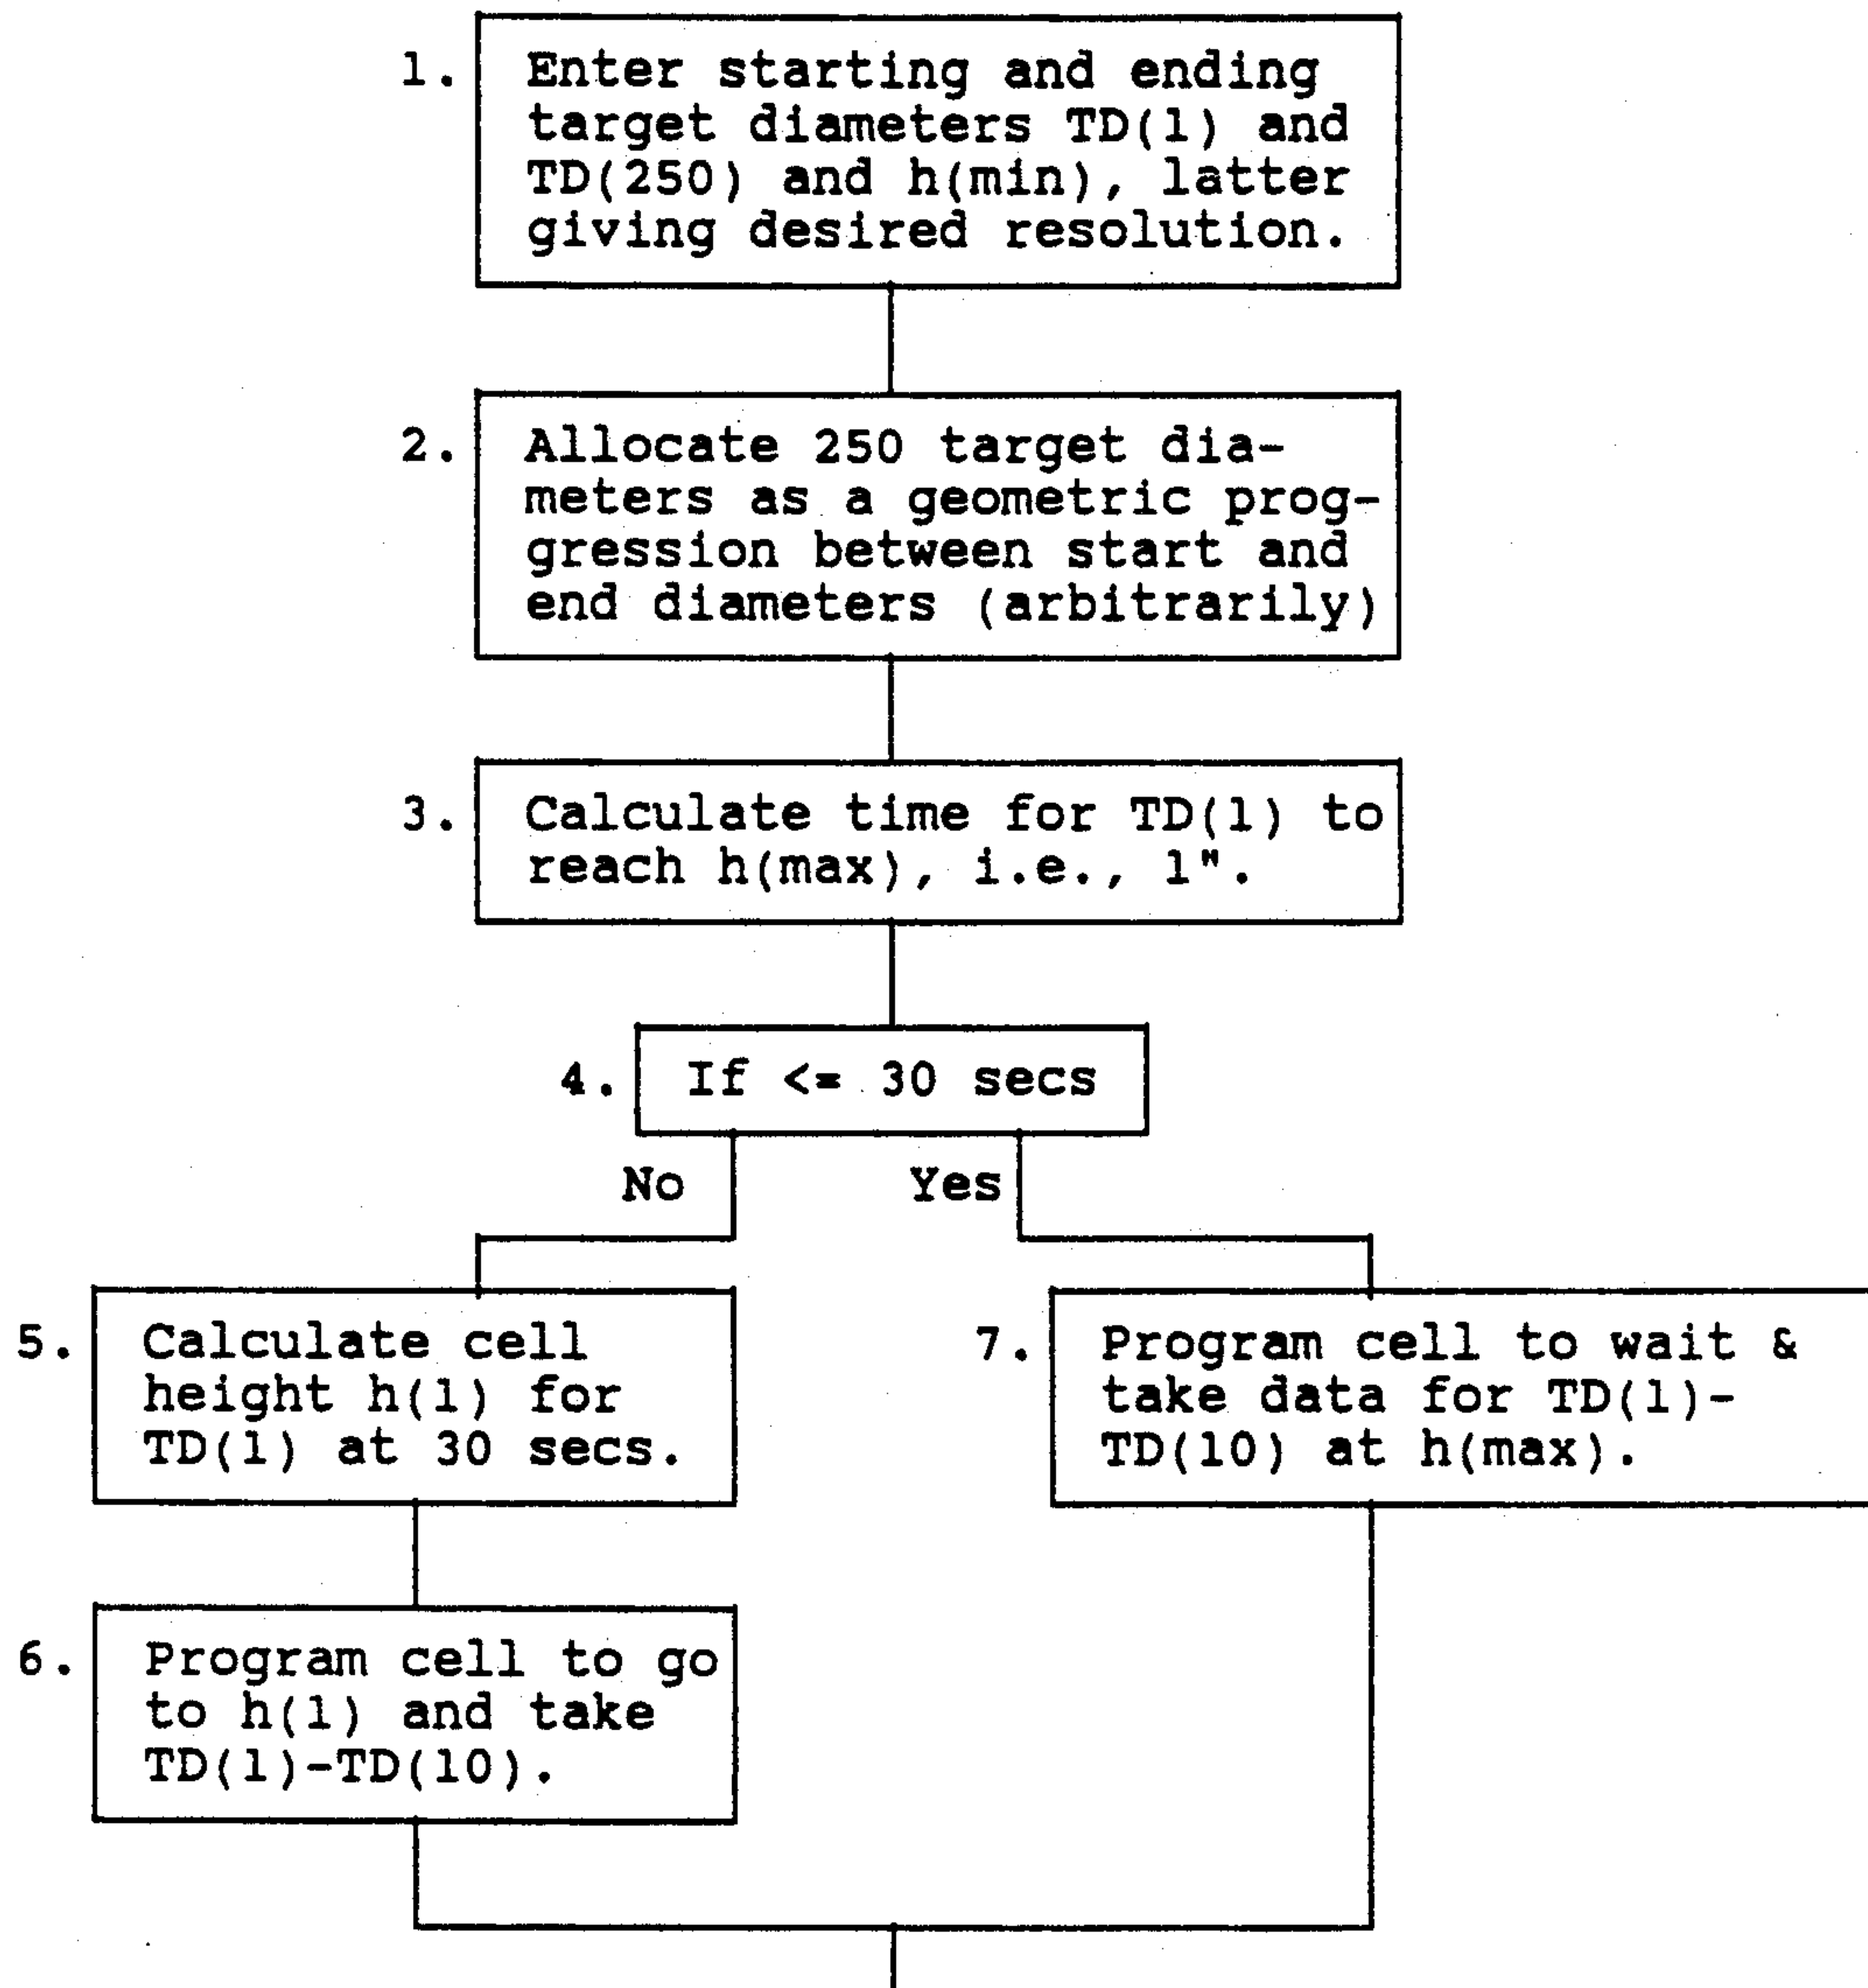 1. Enter starting and ending
target diameters TD(1) and
TD(250) and h(min), latter
giving desired resolution.
2. Allocate 250 target dia-
meters as a geometric prog-
gression between start and
end diameters (arbitrarily)
3. Calculate time for TD(1) to
reach h(max), i.e., 1".
4. If <= 30 secs
No
Yes
5. Calculate cell
height h(1) for
TD(1) at 30 secs.
6. Program cell to go
to h(1) and take
TD(1)-TD(10).
7. Program cell to wait &
take data for TD(1)-
TD(10) at h(max).